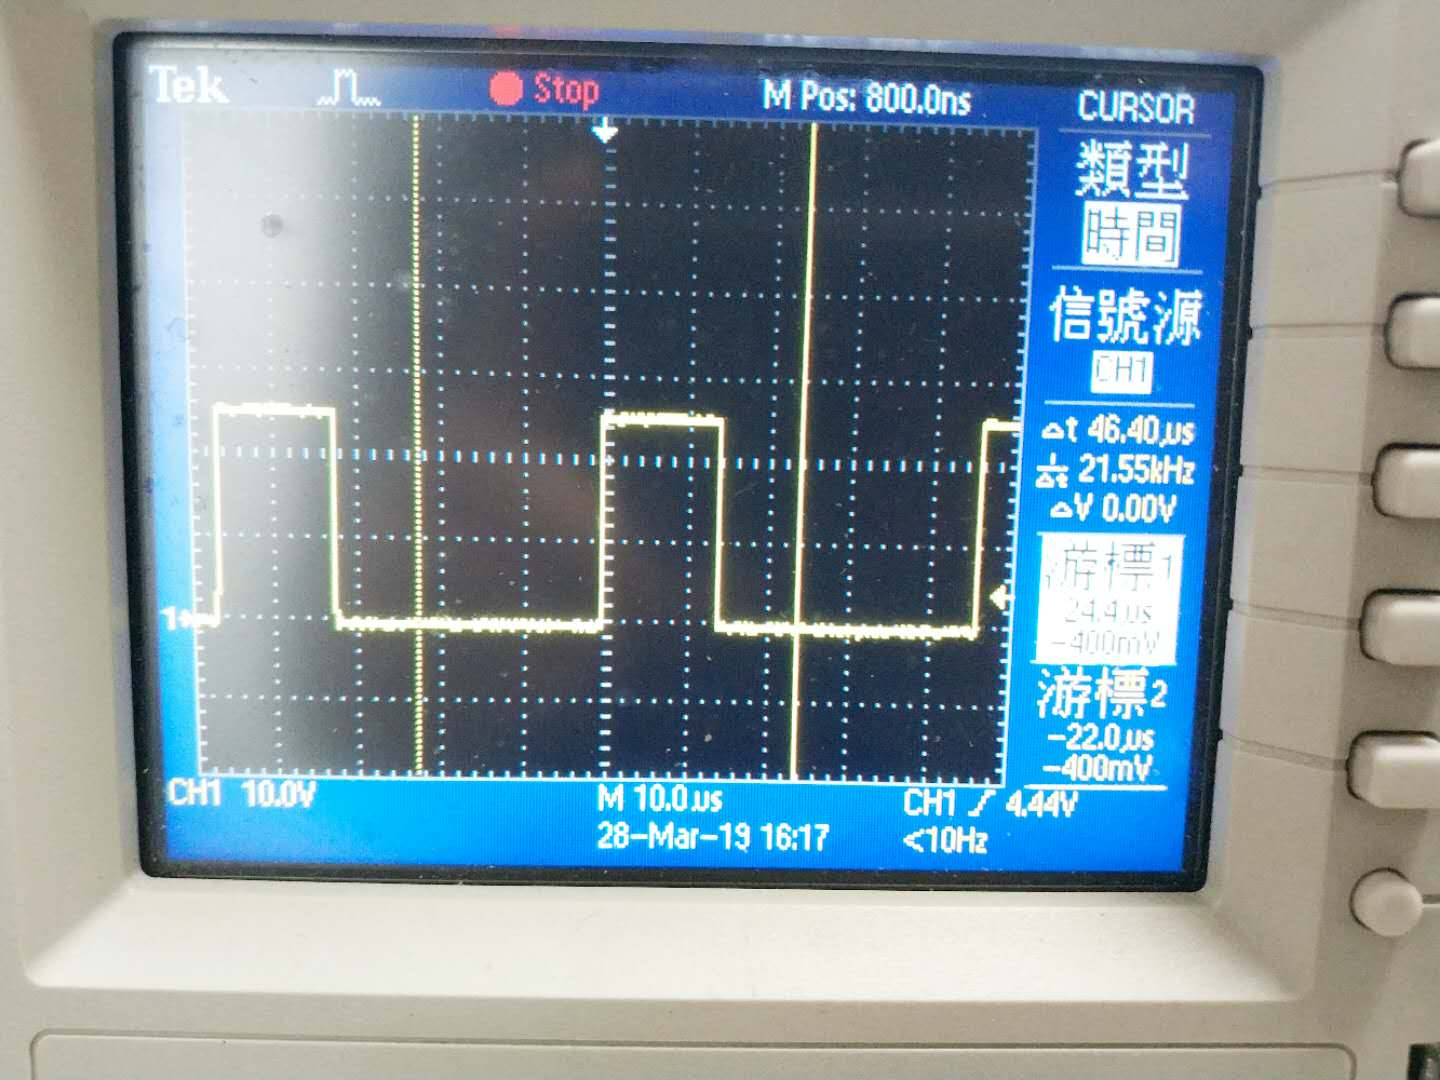 Tek
Stop
M Pos: 800.0ns
CURSOR
類型
時間
信號源
CH1
△t 46.40µs
1/△t 21.55kHz
△V 0.00V
游標1
24.4µs
-400mV
游標2
-22.0µs
-400mV
1
CH1 10.0V
M 10.0µs
CH1 4.44V
28-Mar-19 16:17
<10Hz